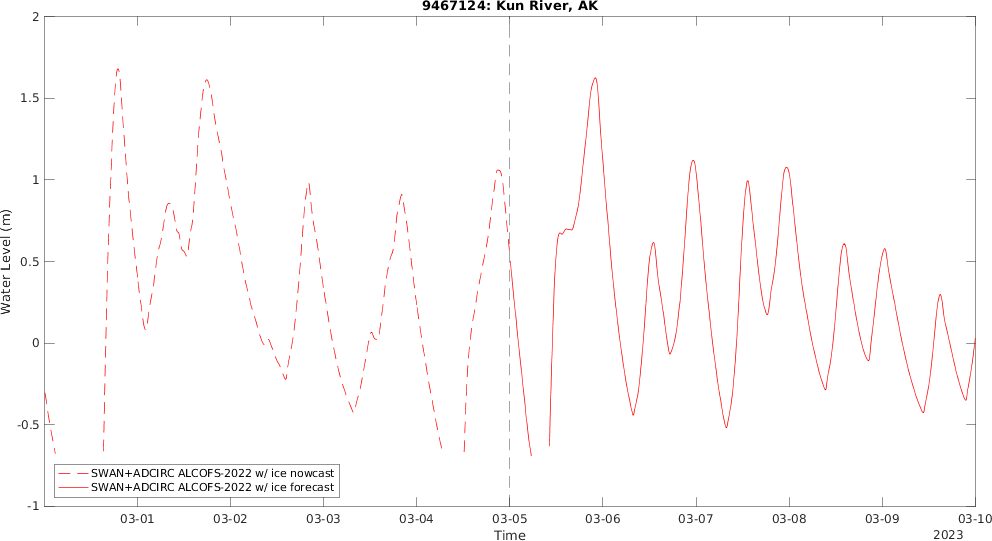 9467124: Kun River, AK
2
1.5
1
0.5
0
-0.5
-1
Water Level (m)
SWAN+ADCIRC ALCOFS-2022 w/ ice nowcast
SWAN+ADCIRC ALCOFS-2022 w/ ice forecast
03-01 03-02 03-03 03-04 03-05 03-06 03-07 03-08 03-09 03-10
Time
2023